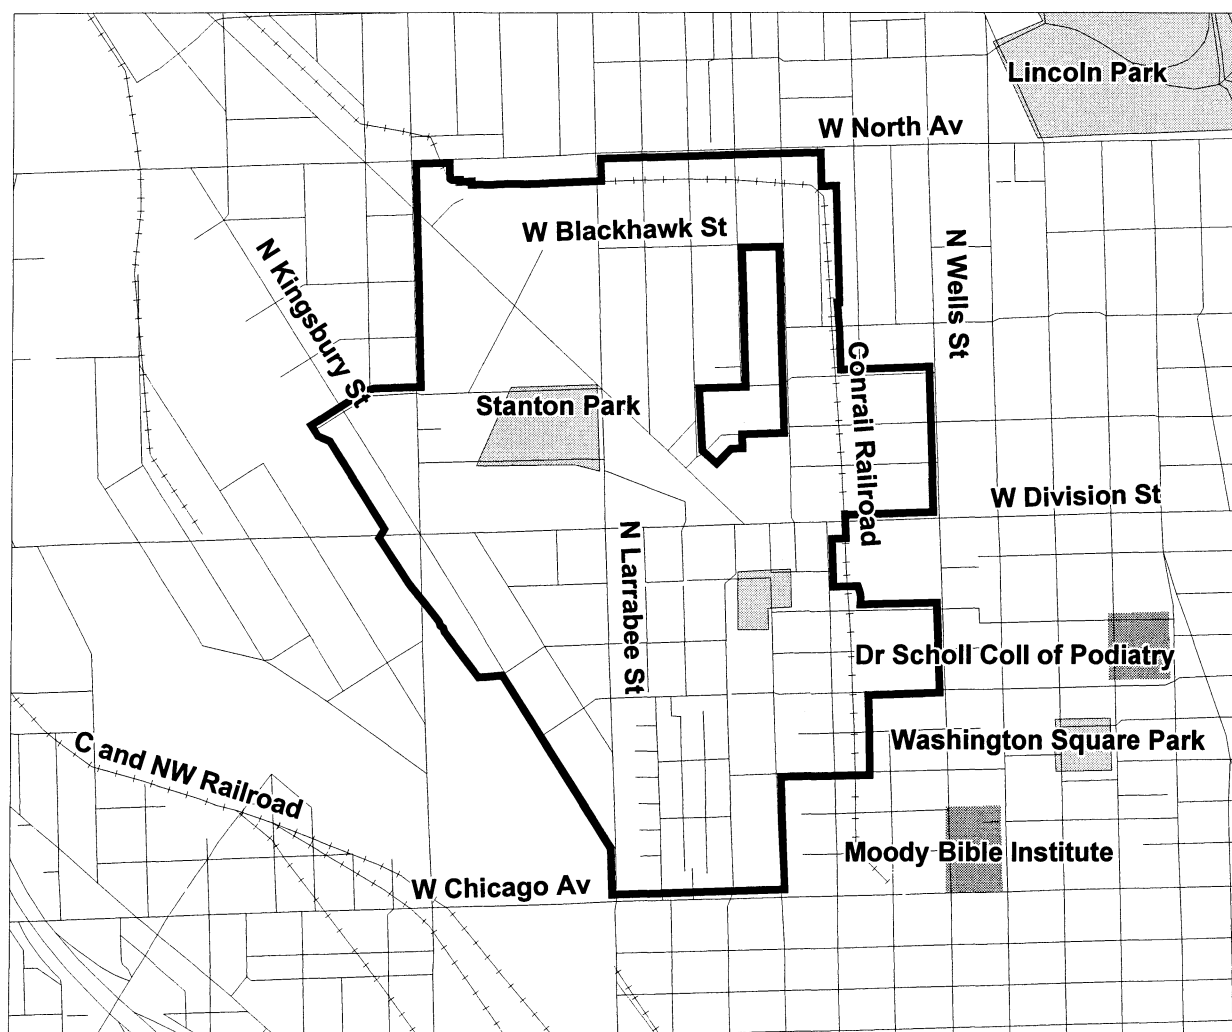 Lincoln Park
W North Av
W Blackhawk St
N Wells St
N Kingsbury St
Conrail Railroad
Stanton Park
W Division St
N Larrabee St
Dr Scholl Coll of Podiatry
Washington Square Park
C and NW Railroad
Moody Bible Institute
W Chicago Av